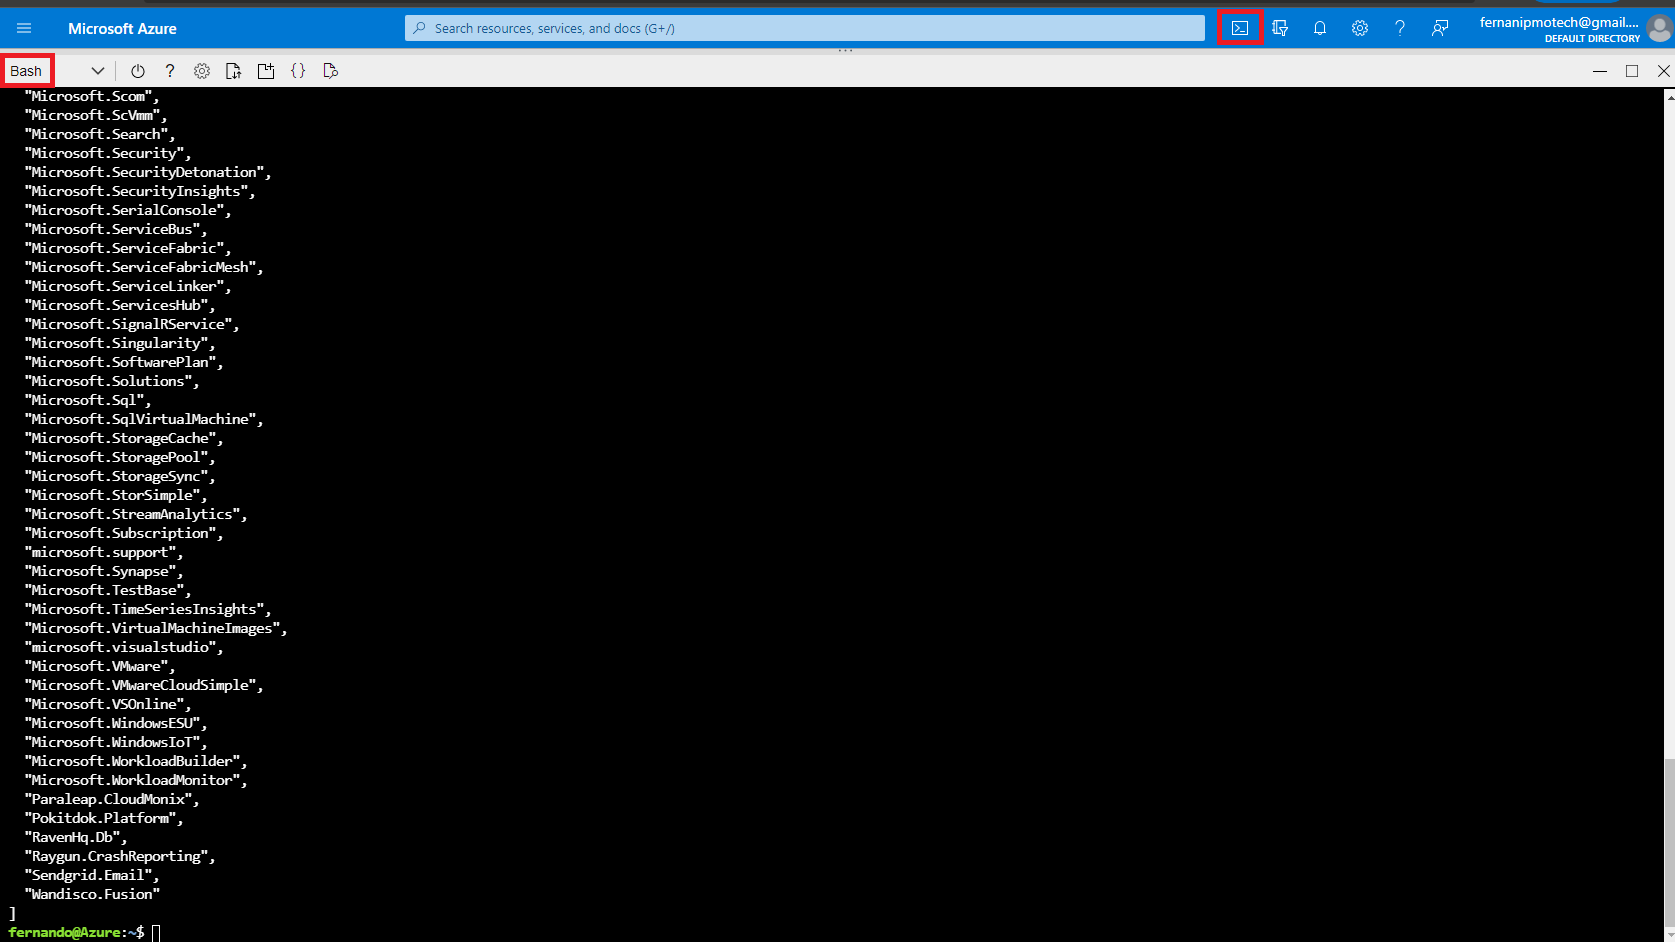 Microsoft Azure
Search resources, services, and docs (G+/)
fernanipmotech@gmail....
DEFAULT DIRECTORY
Bash
"Microsoft.Scom",
"Microsoft.ScVmm",
"Microsoft.Search",
"Microsoft.Security",
"Microsoft.SecurityDetonation",
"Microsoft.SecurityInsights",
"Microsoft.SerialConsole",
"Microsoft.ServiceBus",
"Microsoft.ServiceFabric",
"Microsoft.ServiceFabricMesh",
"Microsoft.ServiceLinker",
"Microsoft.ServicesHub",
"Microsoft.SignalRService",
"Microsoft.Singularity",
"Microsoft.SoftwarePlan",
"Microsoft.Solutions",
"Microsoft.Sql",
"Microsoft.SqlVirtualMachine",
"Microsoft.StorageCache",
"Microsoft.StoragePool",
"Microsoft.StorageSync",
"Microsoft.StorSimple",
"Microsoft.StreamAnalytics",
"Microsoft.Subscription",
"microsoft.support",
"Microsoft.Synapse",
"Microsoft.TestBase",
"Microsoft.TimeSeriesInsights",
"Microsoft.VirtualMachineImages",
"microsoft.visualstudio",
"Microsoft.VMware",
"Microsoft.VMwareCloudSimple",
"Microsoft.VSOnline",
"Microsoft.WindowsESU",
"Microsoft.WindowsIoT",
"Microsoft.WorkloadBuilder",
"Microsoft.WorkloadMonitor",
"Paraleap.CloudMonix",
"Pokitdok.Platform",
"RavenHq.Db",
"Raygun.CrashReporting",
"Sendgrid.Email",
"Wandisco.Fusion"
]
fernando@Azure:~$